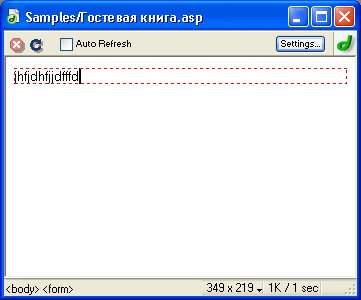 Samples/Гостевая книга.asp
Auto Refresh
Settings...
jhfjdhfjjdfffd
<body> <form>
349 x 219
1K / 1 sec